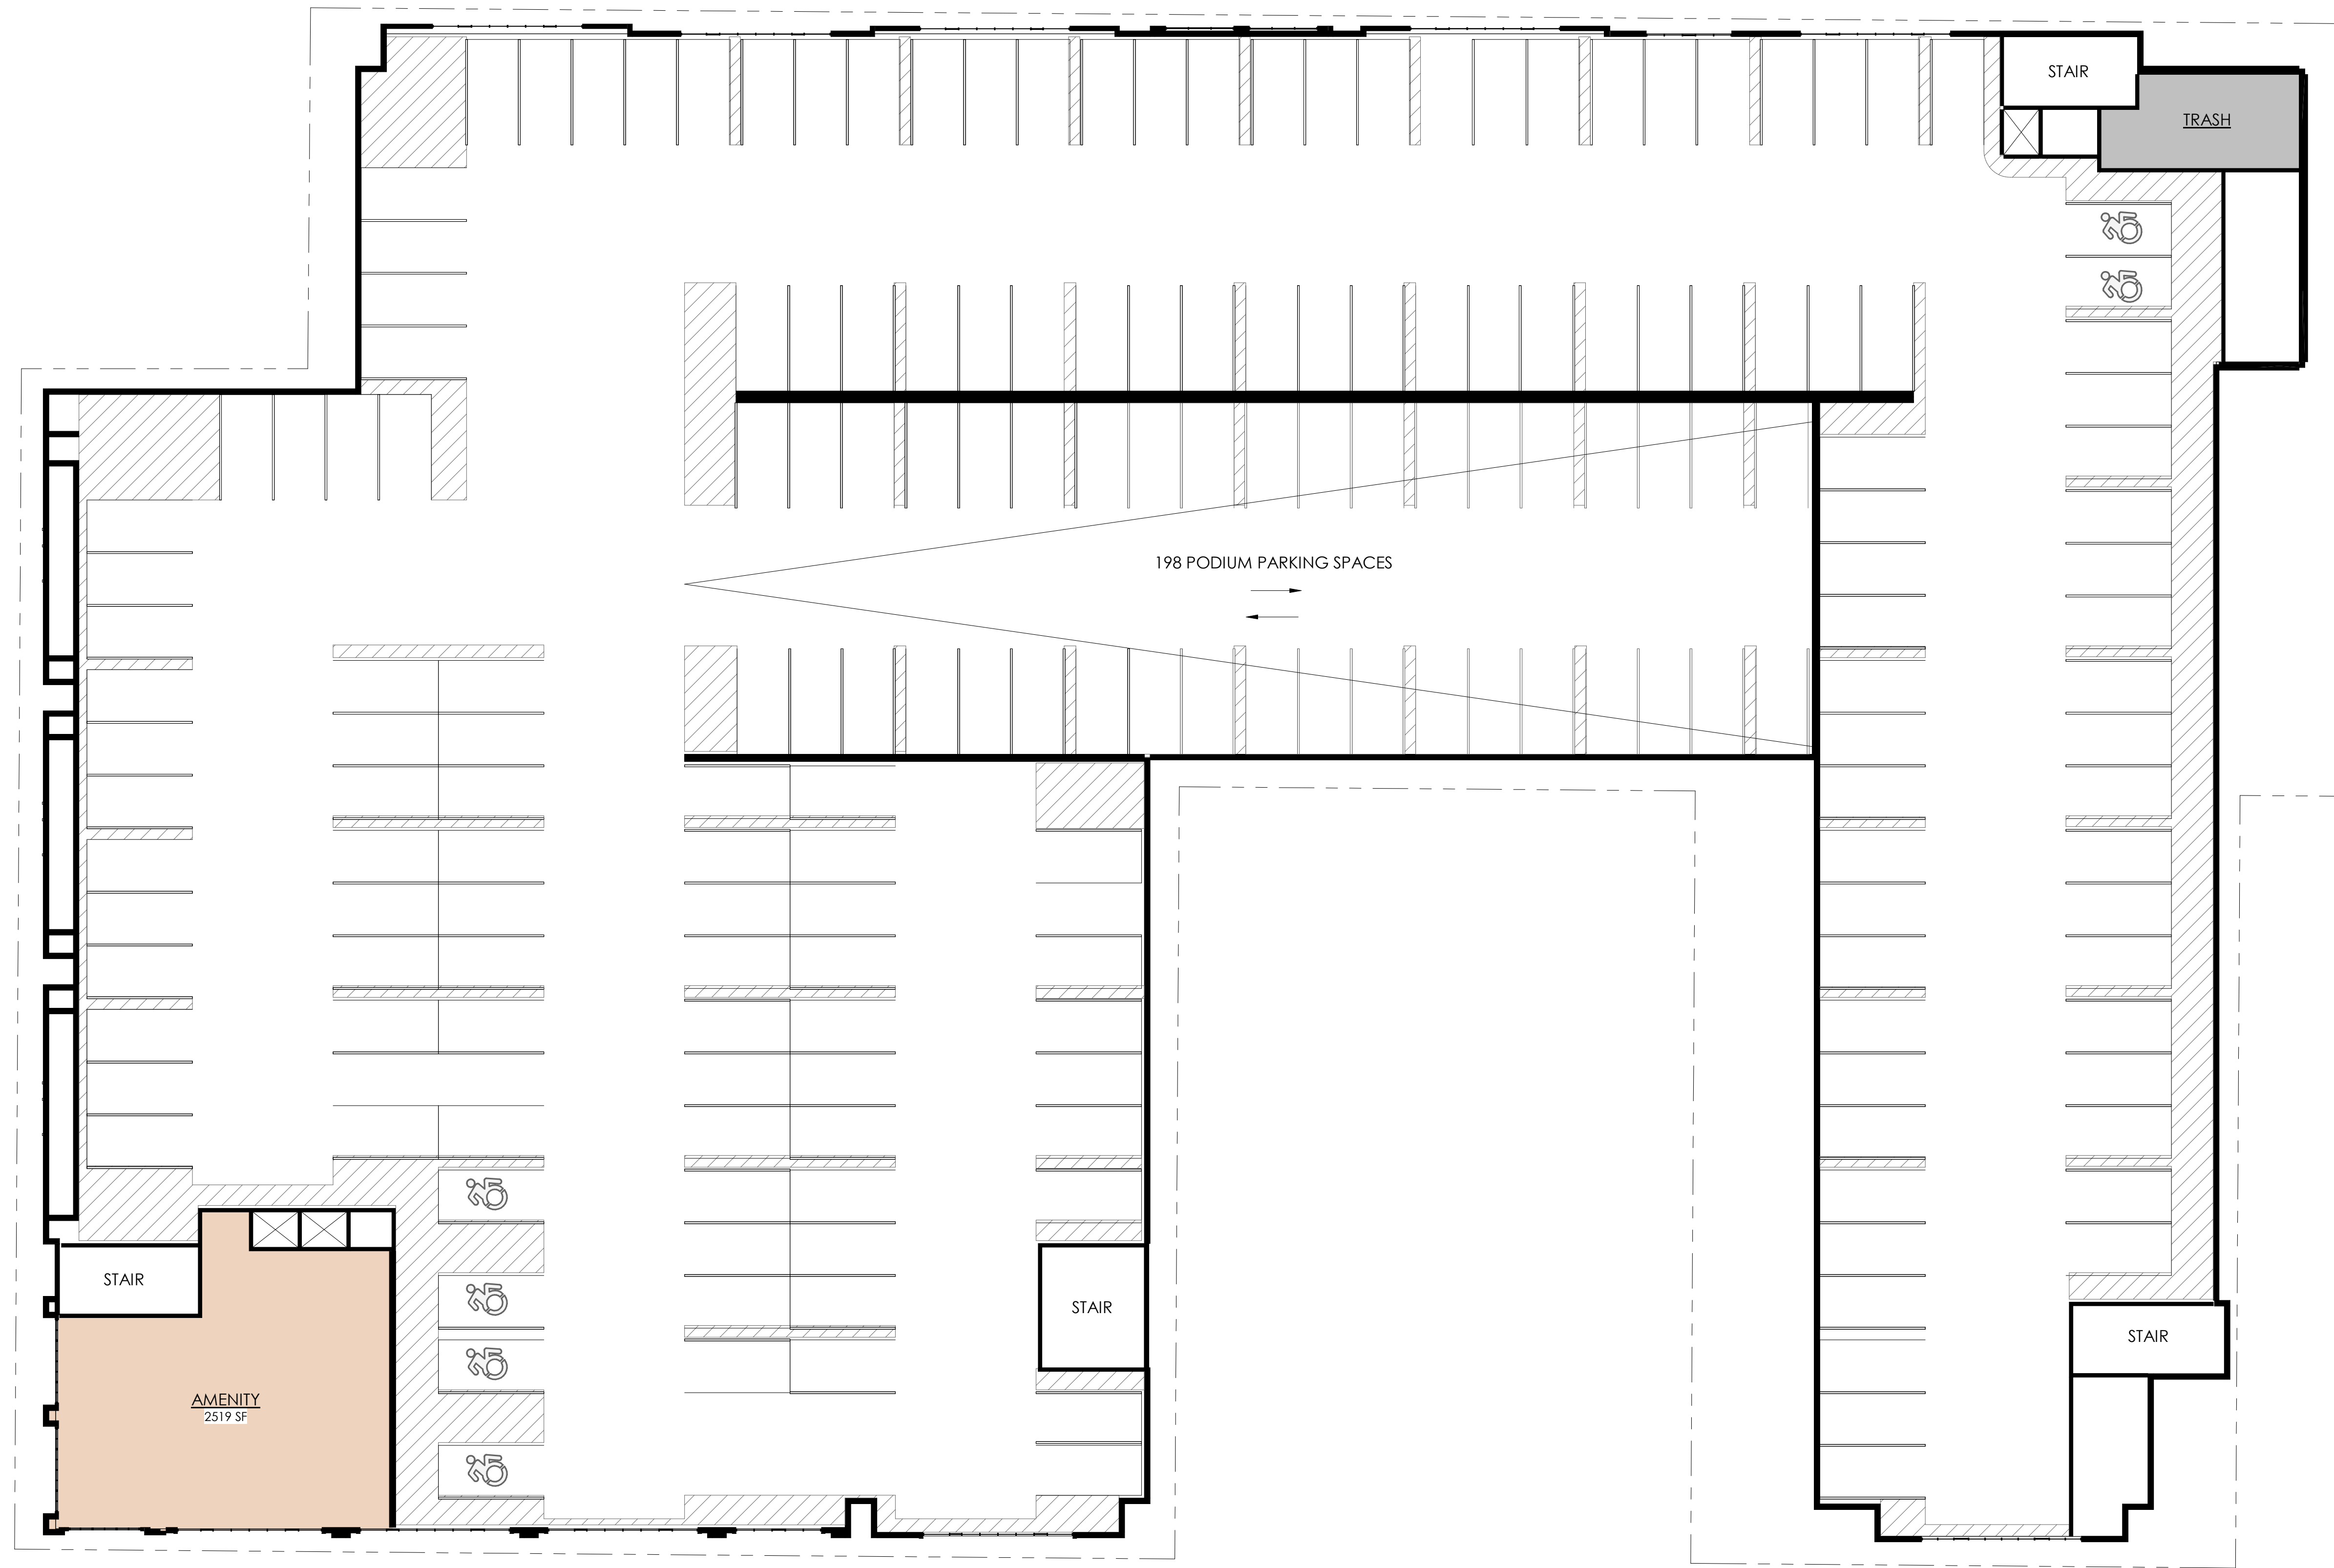 STAIR
TRASH
198 PODIUM PARKING SPACES
STAIR
STAIR
STAIR
AMENITY
2519 SF